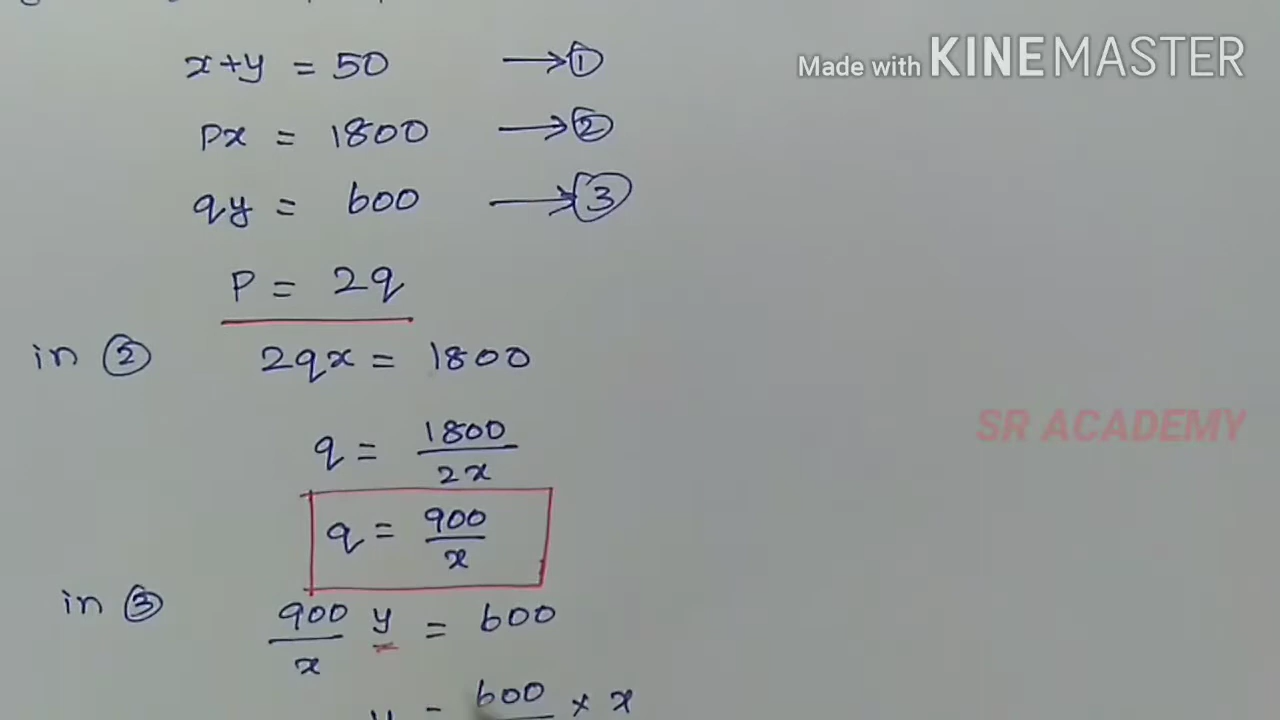 x+y = 50 → ①
Made with KINEMASTER
px = 1800 → ②
qy = 600 → ③
P = 2q
in ② 2qx = 1800
q = 1800/2x
SR ACADEMY
q = 900/x
in ③ 900/x y = 600
y = 600 × x